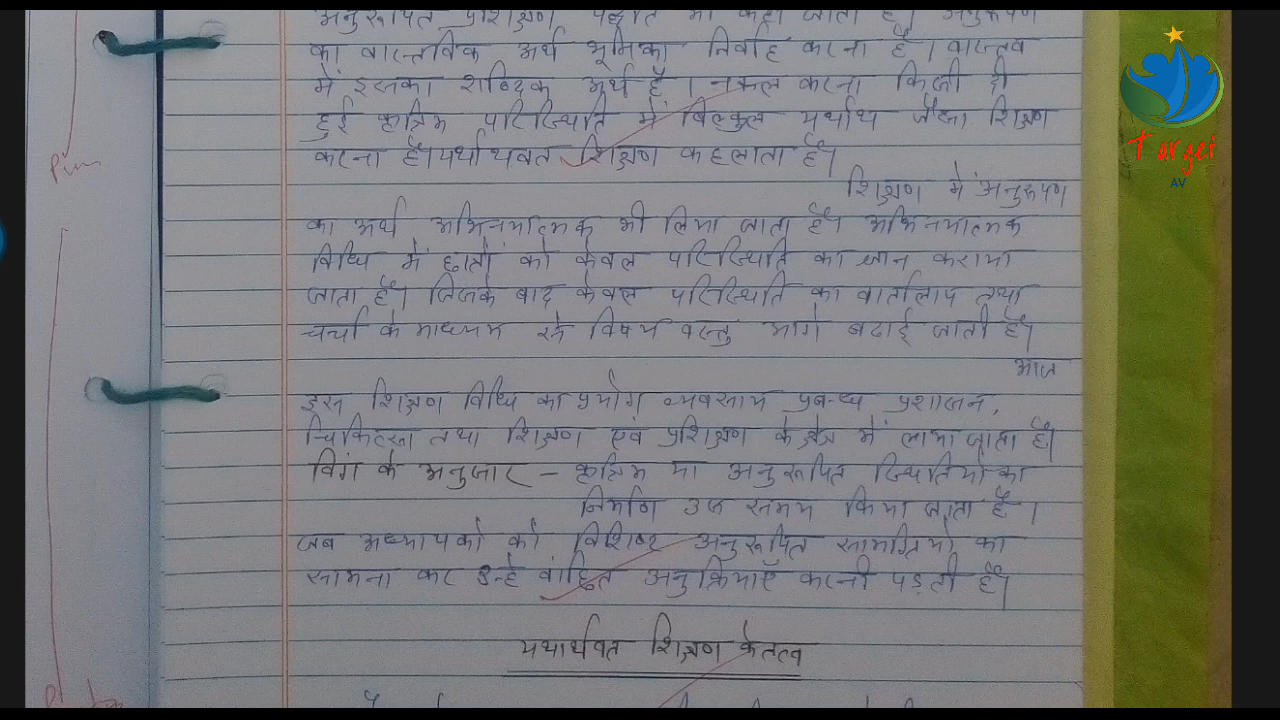 अनुरूपित प्रशिक्षण पद्धति भी कहा जाता है। अनुरूपण
का वास्तविक अर्थ भूमिका निर्वाह करना है। वास्तव
में इसका शाब्दिक अर्थ है। नकल करना किसी दी
हुई कृत्रिम परिस्थिति में बिल्कुल यर्थाथ जैसा शिक्षण
करना है। यर्थाथवत शिक्षण कहलाता है।
शिक्षण में अनुरूपण
का अर्थ अभिनयात्मक भी लिया जाता है। अभिनयात्मक
विधि में छात्रों को केवल परिस्थिति का ज्ञान कराया
जाता है। जिसके बाद केवल परिस्थिति का वार्तालाप तथा
चर्चा के माध्यम से विषय वस्तु आगे बढाई जाती है।
आज
इस शिक्षण विधि का प्रयोग व्यवसाय प्रबन्ध प्रशासन,
चिकित्सा तथा शिक्षण एवं प्रशिक्षण के क्षेत्र में लाया जाता है।
विंग के अनुसार – कृत्रिम या अनुरूपित स्थितियों का
निर्माण उस समय किया जाता है।
जब अध्यापकों को विशिष्ट अनुरूपित सामग्रियों का
सामना कर उन्हे वांछित अनुक्रियाएँ करनी पड़ती है।
यथार्थवत शिक्षण के तत्व
Target
AV